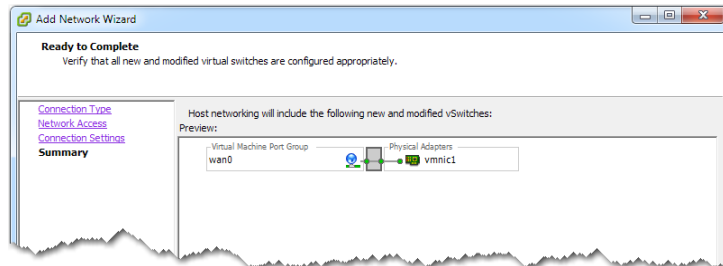 Add Network Wizard
Ready to Complete
Verify that all new and modified virtual switches are configured appropriately.
Connection Type
Network Access
Connection Settings
Summary
Host networking will include the following new and modified vSwitches:
Preview:
Virtual Machine Port Group
Physical Adapters
wan0
vmnic1